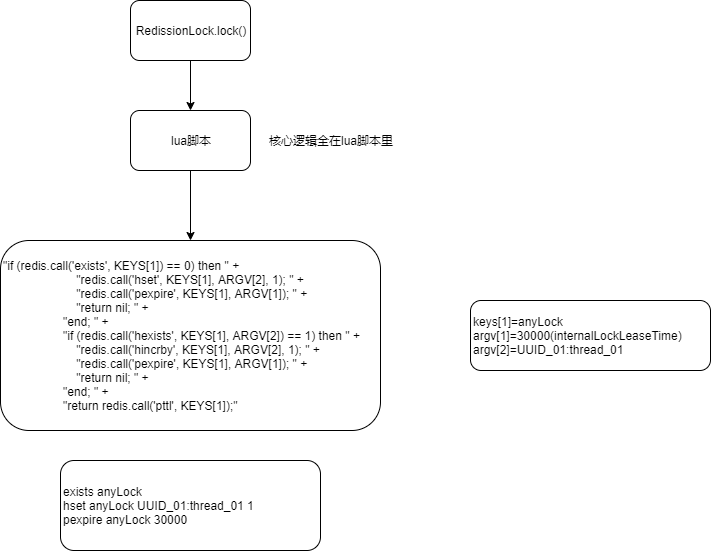 RedissionLock.lock()
lua脚本
核心逻辑全在lua脚本里
"if (redis.call('exists', KEYS[1]) == 0) then " +
"redis.call('hset', KEYS[1], ARGV[2], 1); " +
"redis.call('pexpire', KEYS[1], ARGV[1]); " +
"return nil; " +
"end; " +
"if (redis.call('hexists', KEYS[1], ARGV[2]) == 1) then " +
"redis.call('hincrby', KEYS[1], ARGV[2], 1); " +
"redis.call('pexpire', KEYS[1], ARGV[1]); " +
"return nil; " +
"end; " +
"return redis.call('pttl', KEYS[1]);"
keys[1]=anyLock
argv[1]=30000(internalLockLeaseTime)
argv[2]=UUID_01:thread_01
exists anyLock
hset anyLock UUID_01:thread_01 1
pexpire anyLock 30000